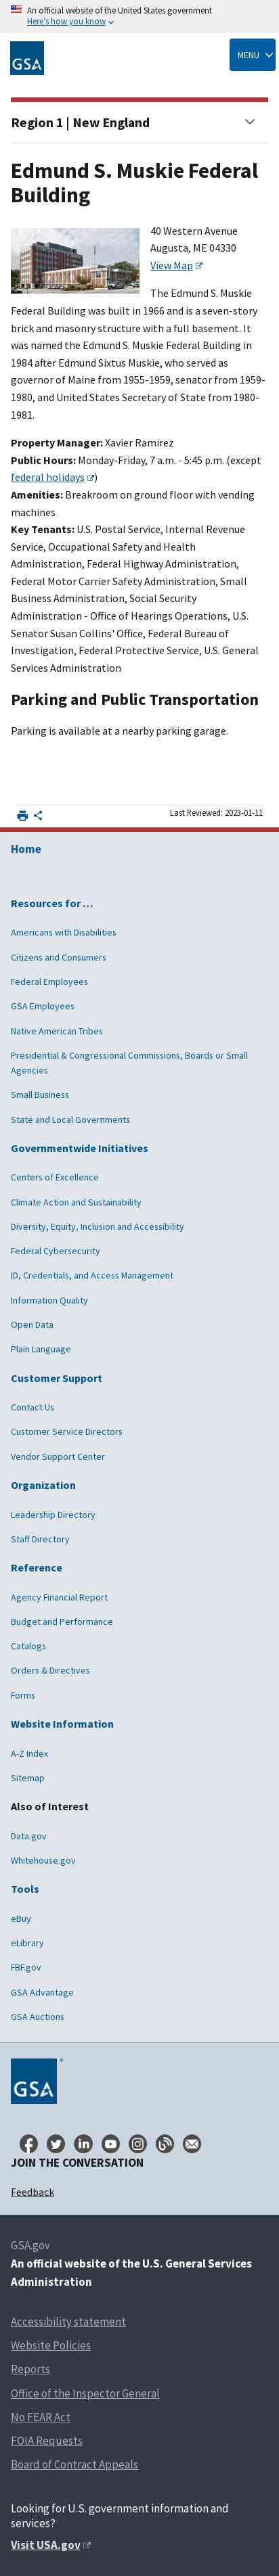 An official website of the United States government
Here's how you know
GSA
MENU
Region 1 | New England
Edmund S. Muskie Federal
Building
40 Western Avenue
Augusta, ME 04330
View Map
The Edmund S. Muskie
Federal Building was built in 1966 and is a seven-story
brick and masonry structure with a full basement. It
was named the Edmund S. Muskie Federal Building in
1984 after Edmund Sixtus Muskie, who served as
governor of Maine from 1955-1959, senator from 1959-
1980, and United States Secretary of State from 1980-
1981.
Property Manager: Xavier Ramirez
Public Hours: Monday-Friday, 7 a.m. - 5:45 p.m. (except
federal holidays)
Amenities: Breakroom on ground floor with vending
machines
Key Tenants: U.S. Postal Service, Internal Revenue
Service, Occupational Safety and Health
Administration, Federal Highway Administration,
Federal Motor Carrier Safety Administration, Small
Business Administration, Social Security
Administration - Office of Hearings Operations, U.S.
Senator Susan Collins' Office, Federal Bureau of
Investigation, Federal Protective Service, U.S. General
Services Administration
Parking and Public Transportation
Parking is available at a nearby parking garage.
Last Reviewed: 2023-01-11
Home
Resources for …
Americans with Disabilities
Citizens and Consumers
Federal Employees
GSA Employees
Native American Tribes
Presidential & Congressional Commissions, Boards or Small
Agencies
Small Business
State and Local Governments
Governmentwide Initiatives
Centers of Excellence
Climate Action and Sustainability
Diversity, Equity, Inclusion and Accessibility
Federal Cybersecurity
ID, Credentials, and Access Management
Information Quality
Open Data
Plain Language
Customer Support
Contact Us
Customer Service Directors
Vendor Support Center
Organization
Leadership Directory
Staff Directory
Reference
Agency Financial Report
Budget and Performance
Catalogs
Orders & Directives
Forms
Website Information
A-Z Index
Sitemap
Also of Interest
Data.gov
Whitehouse.gov
Tools
eBuy
eLibrary
FBF.gov
GSA Advantage
GSA Auctions
GSA
JOIN THE CONVERSATION
Feedback
GSA.gov
An official website of the U.S. General Services
Administration
Accessibility statement
Website Policies
Reports
Office of the Inspector General
No FEAR Act
FOIA Requests
Board of Contract Appeals
Looking for U.S. government information and
services?
Visit USA.gov